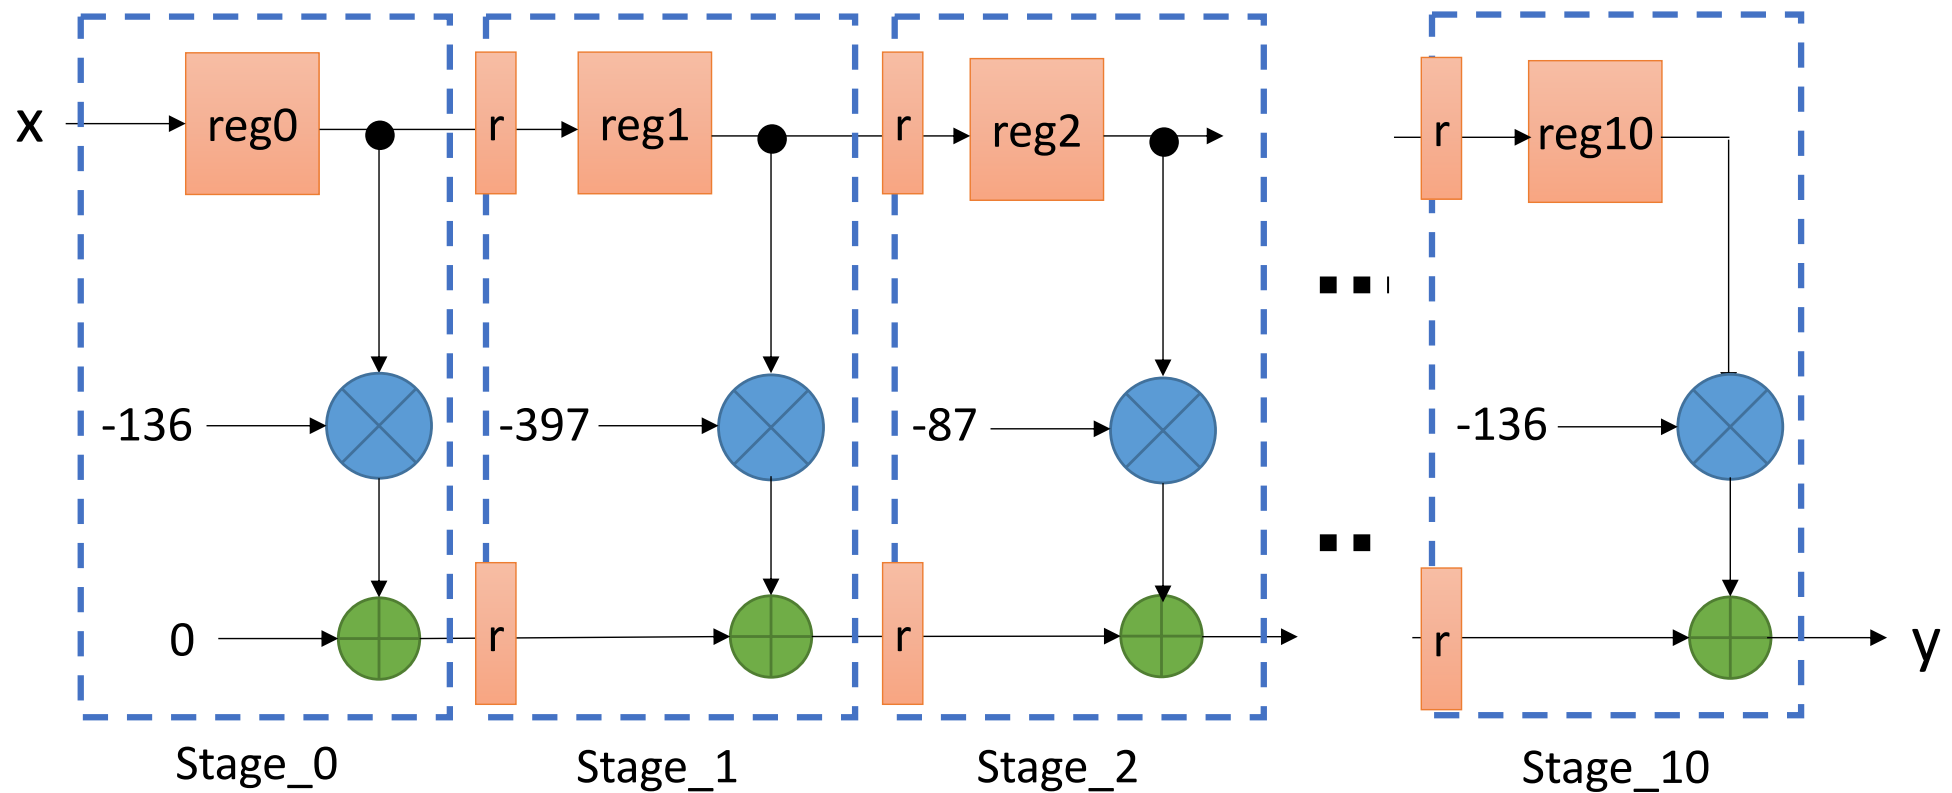 x
reg0
r
reg1
r
reg2
r
reg10
-136
-397
-87
-136
0
r
r
r
y
Stage_0
Stage_1
Stage_2
Stage_10